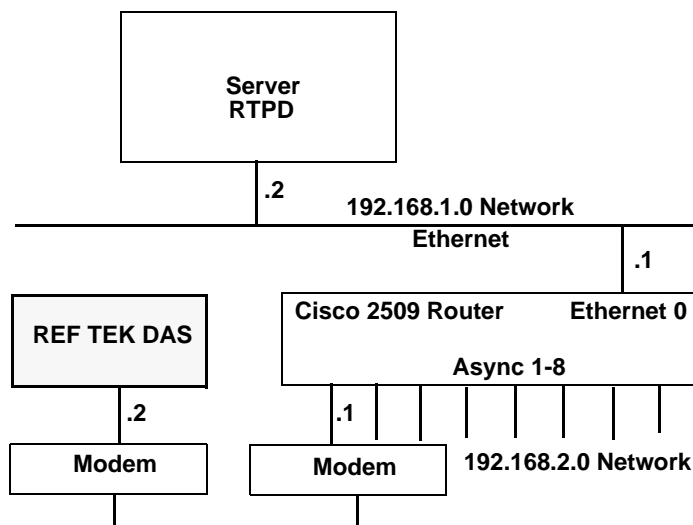 Server
RTPD
.2
192.168.1.0 Network
Ethernet
.1
REF TEK DAS
Cisco 2509 Router
Ethernet 0
Async 1-8
.2
.1
Modem
Modem
192.168.2.0 Network